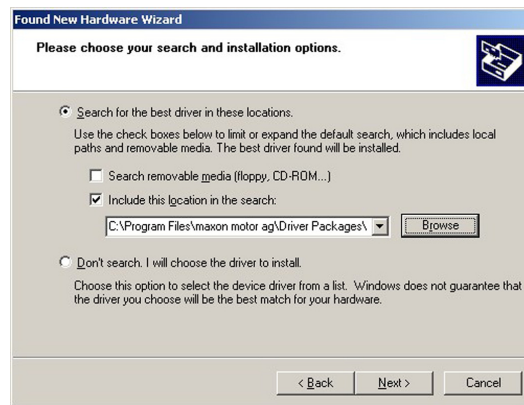 Found New Hardware Wizard
Please choose your search and installation options.
Search for the best driver in these locations.
Use the check boxes below to limit or expand the default search, which includes local
paths and removable media. The best driver found will be installed.
Search removable media (floppy, CD-ROM...)
Include this location in the search:
C:\Program Files\maxon motor ag\Driver Packages\
Browse
Don't search. I will choose the driver to install.
Choose this option to select the device driver from a list. Windows does not guarantee that
the driver you choose will be the best match for your hardware.
< Back
Next >
Cancel